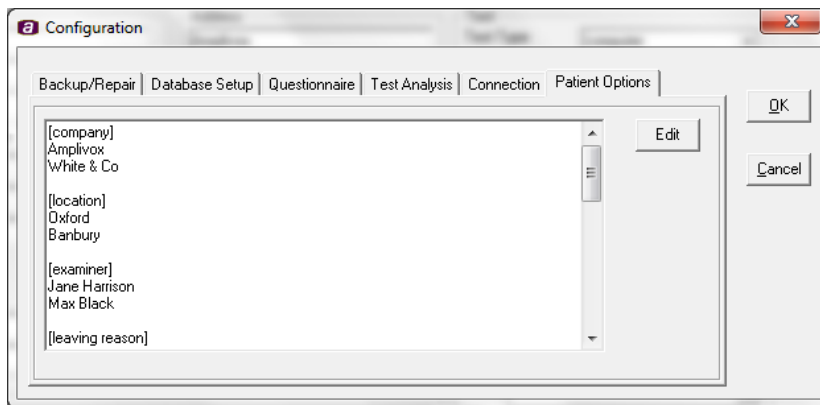 Configuration
Backup/Repair Database Setup Questionnaire Test Analysis Connection Patient Options
OK
Edit
Cancel
[company]
Amplivox
White & Co
[location]
Oxford
Banbury
[examiner]
Jane Harrison
Max Black
[leaving reason]